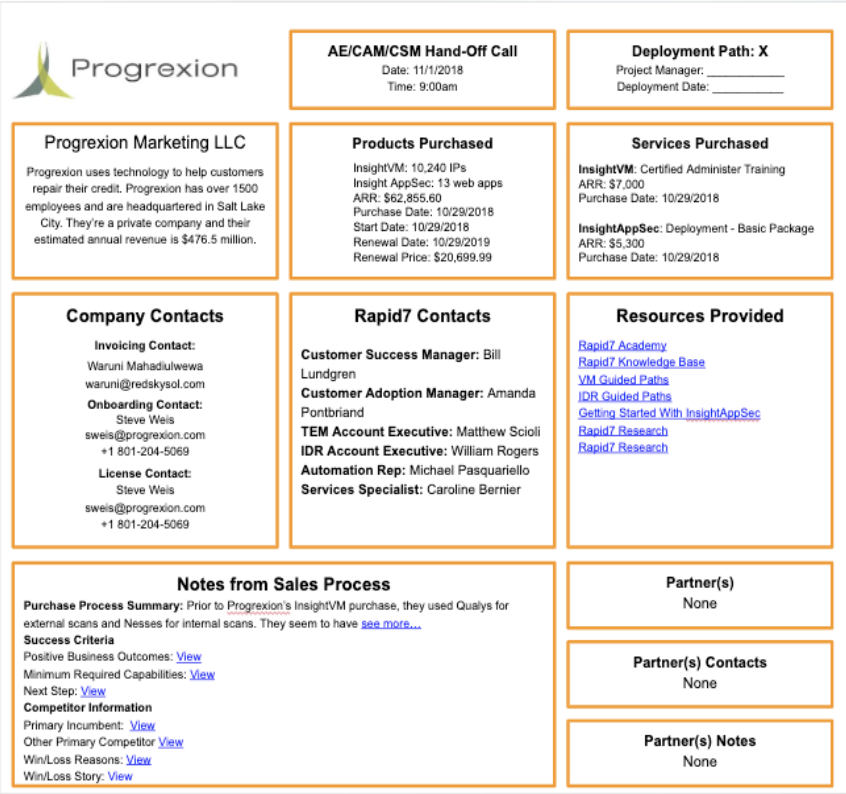 Progrexion
AE/CAM/CSM Hand-Off Call
Date: 11/1/2018
Time: 9:00am
Deployment Path: X
Project Manager: ____________
Deployment Date: ___________
Progrexion Marketing LLC
Progrexion uses technology to help customers
repair their credit. Progrexion has over 1500
employees and are headquartered in Salt Lake
City. They're a private company and their
estimated annual revenue is $476.5 million.
Products Purchased
InsightVM: 10,240 IPs
Insight AppSec: 13 web apps
ARR: $62,855.60
Purchase Date: 10/29/2018
Start Date: 10/29/2018
Renewal Date: 10/29/2019
Renewal Price: $20,699.99
Services Purchased
InsightVM: Certified Administer Training
ARR: $7,000
Purchase Date: 10/29/2018
InsightAppSec: Deployment - Basic Package
ARR: $5,300
Purchase Date: 10/29/2018
Company Contacts
Invoicing Contact:
Waruni Mahadiulwewa
waruni@redskysol.com
Onboarding Contact:
Steve Weis
sweis@progrexion.com
+1 801-204-5069
License Contact:
Steve Weis
sweis@progrexion.com
+1 801-204-5069
Rapid7 Contacts
Customer Success Manager: Bill
Lundgren
Customer Adoption Manager: Amanda
Pontbriand
TEM Account Executive: Matthew Scioli
IDR Account Executive: William Rogers
Automation Rep: Michael Pasquariello
Services Specialist: Caroline Bernier
Resources Provided
Rapid7 Academy
Rapid7 Knowledge Base
VM Guided Paths
IDR Guided Paths
Getting Started With InsightAppSec
Rapid7 Research
Rapid7 Research
Notes from Sales Process
Purchase Process Summary: Prior to Progrexion's InsightVM purchase, they used Qualys for
external scans and Nesses for internal scans. They seem to have see more...
Success Criteria
Positive Business Outcomes: View
Minimum Required Capabilities: View
Next Step: View
Competitor Information
Primary Incumbent: View
Other Primary Competitor View
Win/Loss Reasons: View
Win/Loss Story: View
Partner(s)
None
Partner(s) Contacts
None
Partner(s) Notes
None